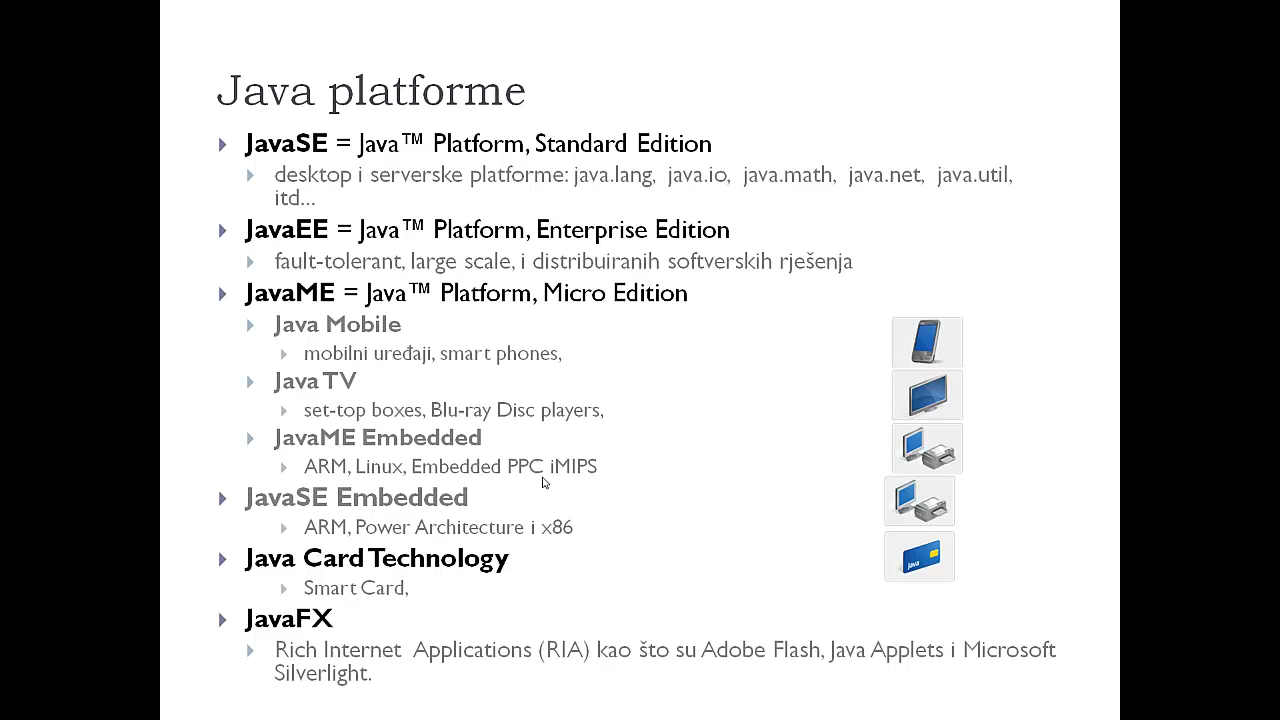 Java platforme
JavaSE = Java™ Platform, Standard Edition
desktop i serverske platforme: java.lang, java.io, java.math, java.net, java.util,
itd...
JavaEE = Java™ Platform, Enterprise Edition
fault-tolerant, large scale, i distribuiranih softverskih rješenja
JavaME = Java™ Platform, Micro Edition
Java Mobile
mobilni uređaji, smart phones,
Java TV
set-top boxes, Blu-ray Disc players,
JavaME Embedded
ARM, Linux, Embedded PPC iMIPS
JavaSE Embedded
ARM, Power Architecture i x86
Java Card Technology
java
Smart Card,
JavaFX
Rich Internet Applications (RIA) kao što su Adobe Flash, Java Applets i Microsoft
Silverlight.